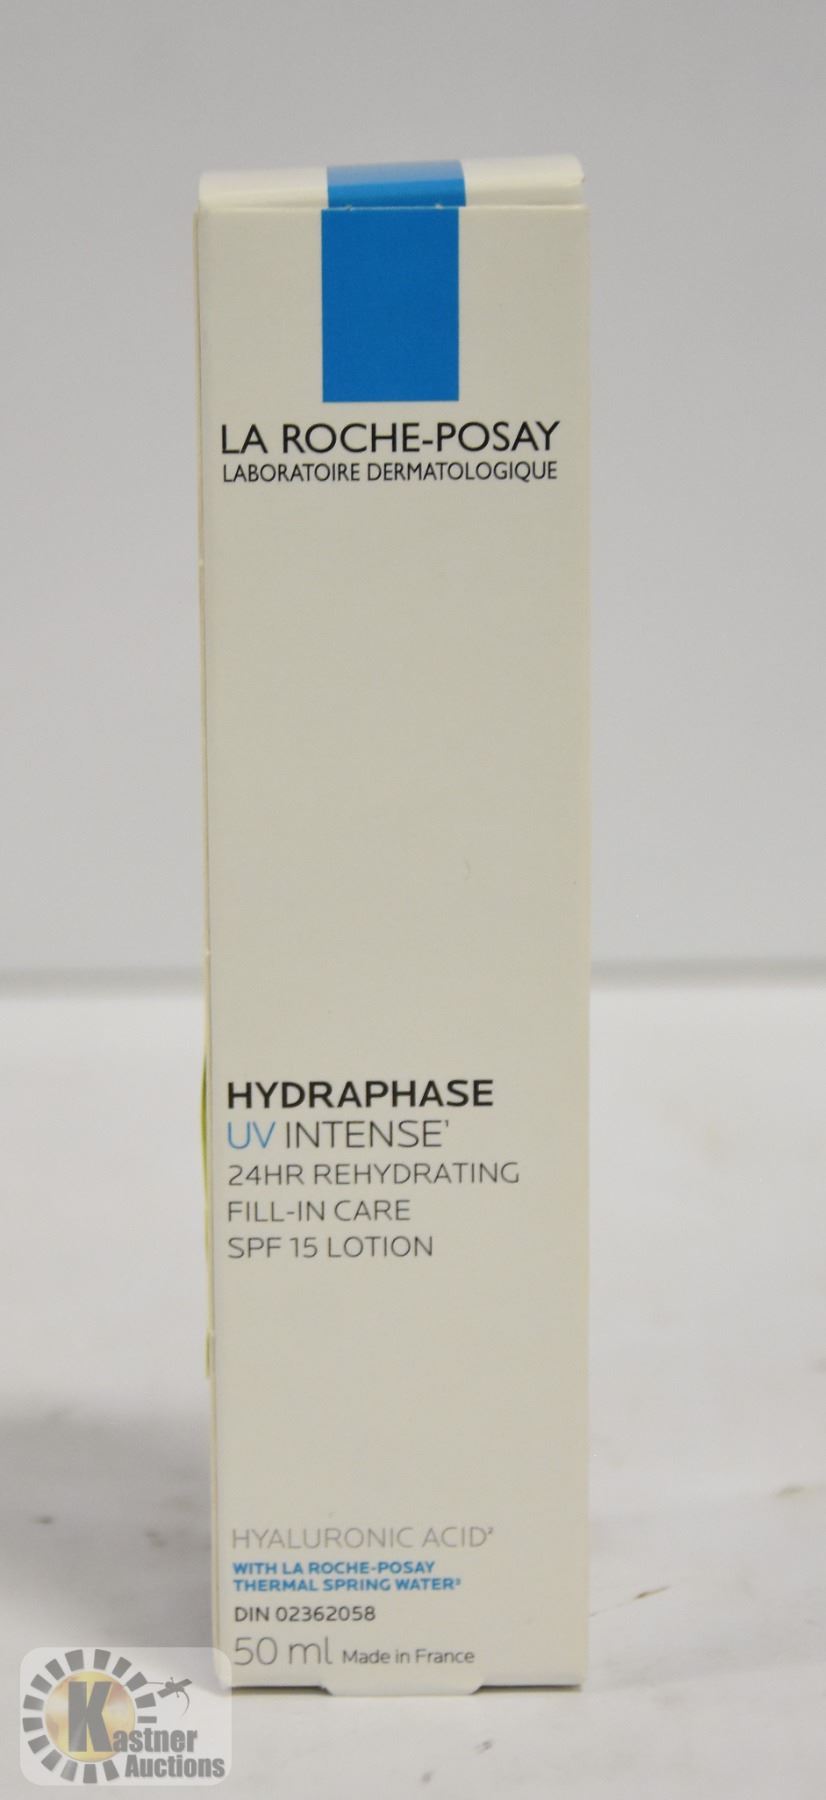 LA ROCHE-POSAY
LABORATOIRE DERMATOLOGIQUE
HYDRAPHASE
UV INTENSE¹
24HR REHYDRATING
FILL-IN CARE
SPF 15 LOTION
HYALURONIC ACID²
WITH LA ROCHE-POSAY
THERMAL SPRING WATER³
DIN 02362058
50 ml Made in France
Kastner
Auctions